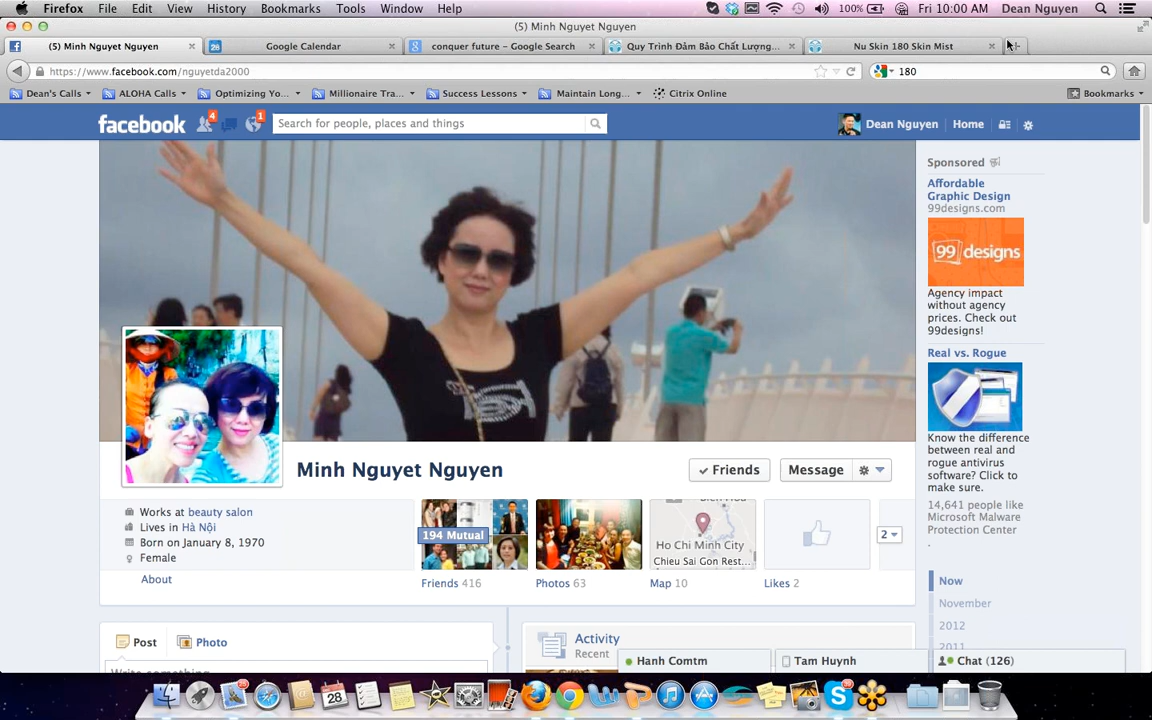 Firefox File Edit View History Bookmarks Tools Window Help 100% Fri 10:00 AM Dean Nguyen
(5) Minh Nguyet Nguyen
(5) Minh Nguyet Nguyen 28 Google Calendar conquer future – Google Search Quy Trình Đảm Bảo Chất Lượng... Nu Skin 180 Skin Mist
https://www.facebook.com/nguyetda2000 180
Dean's Calls ALOHA Calls Optimizing Yo... Millionaire Tra... Success Lessons Maintain Long... Citrix Online Bookmarks
facebook 4 1 Search for people, places and things Dean Nguyen Home
Sponsored
Affordable
Graphic Design
99designs.com
99 designs
Agency impact
without agency
prices. Check out
99designs!
Real vs. Rogue
Know the difference
between real and
rogue antivirus
software? Click to
make sure.
14,641 people like
Microsoft Malware
Protection Center
.
Minh Nguyet Nguyen Friends Message
Works at beauty salon
Lives in Hà Nội
Born on January 8, 1970
Female
About
194 Mutual
Ho Chi Minh City
Chieu Sai Gon Rest...
2
Friends 416 Photos 63 Map 10 Likes 2
Now
November
2012
2011
Post Photo
Write something...
Activity
Recent
Hanh Comtm Tam Huynh Chat (126)
28